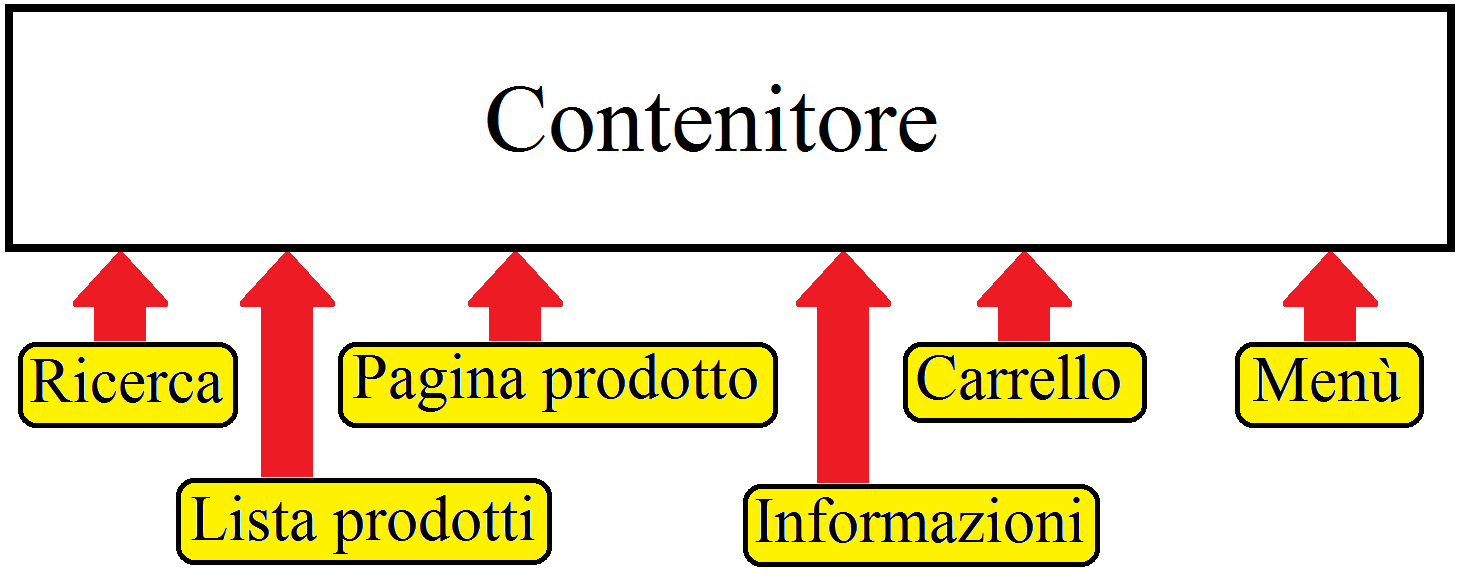 Contenitore
Ricerca
Pagina prodotto
Carrello
Menù
Lista prodotti
Informazioni